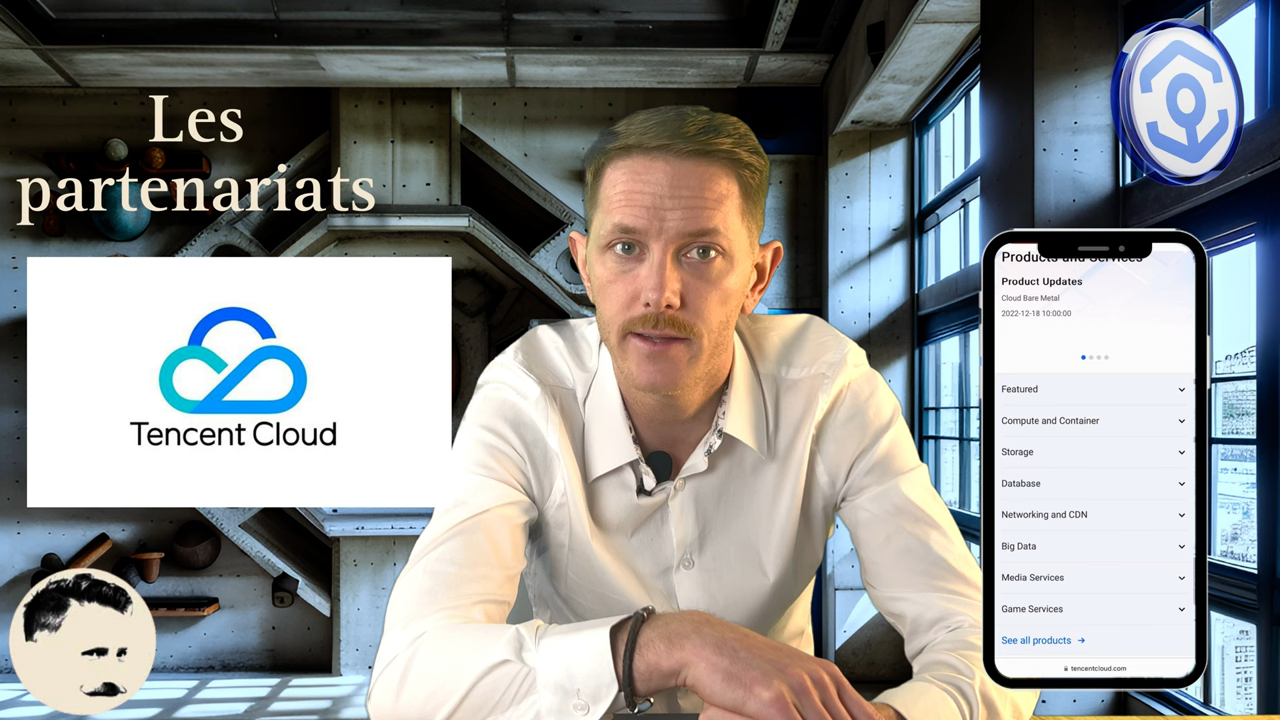 Les
partenariats
Tencent Cloud
Products and Services
Product Updates
Cloud Bare Metal
2022-12-18 10:00:00
Featured
Compute and Container
Storage
Database
Networking and CDN
Big Data
Media Services
Game Services
See all products
tencentcloud.com